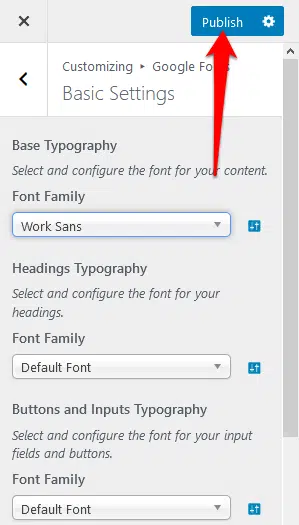 Publish
Customizing ▸ Google Fonts
Basic Settings
Base Typography
Select and configure the font for your content.
Font Family
Work Sans
Headings Typography
Select and configure the font for your
headings.
Font Family
Default Font
Buttons and Inputs Typography
Select and configure the font for your input
fields and buttons.
Font Family
Default Font